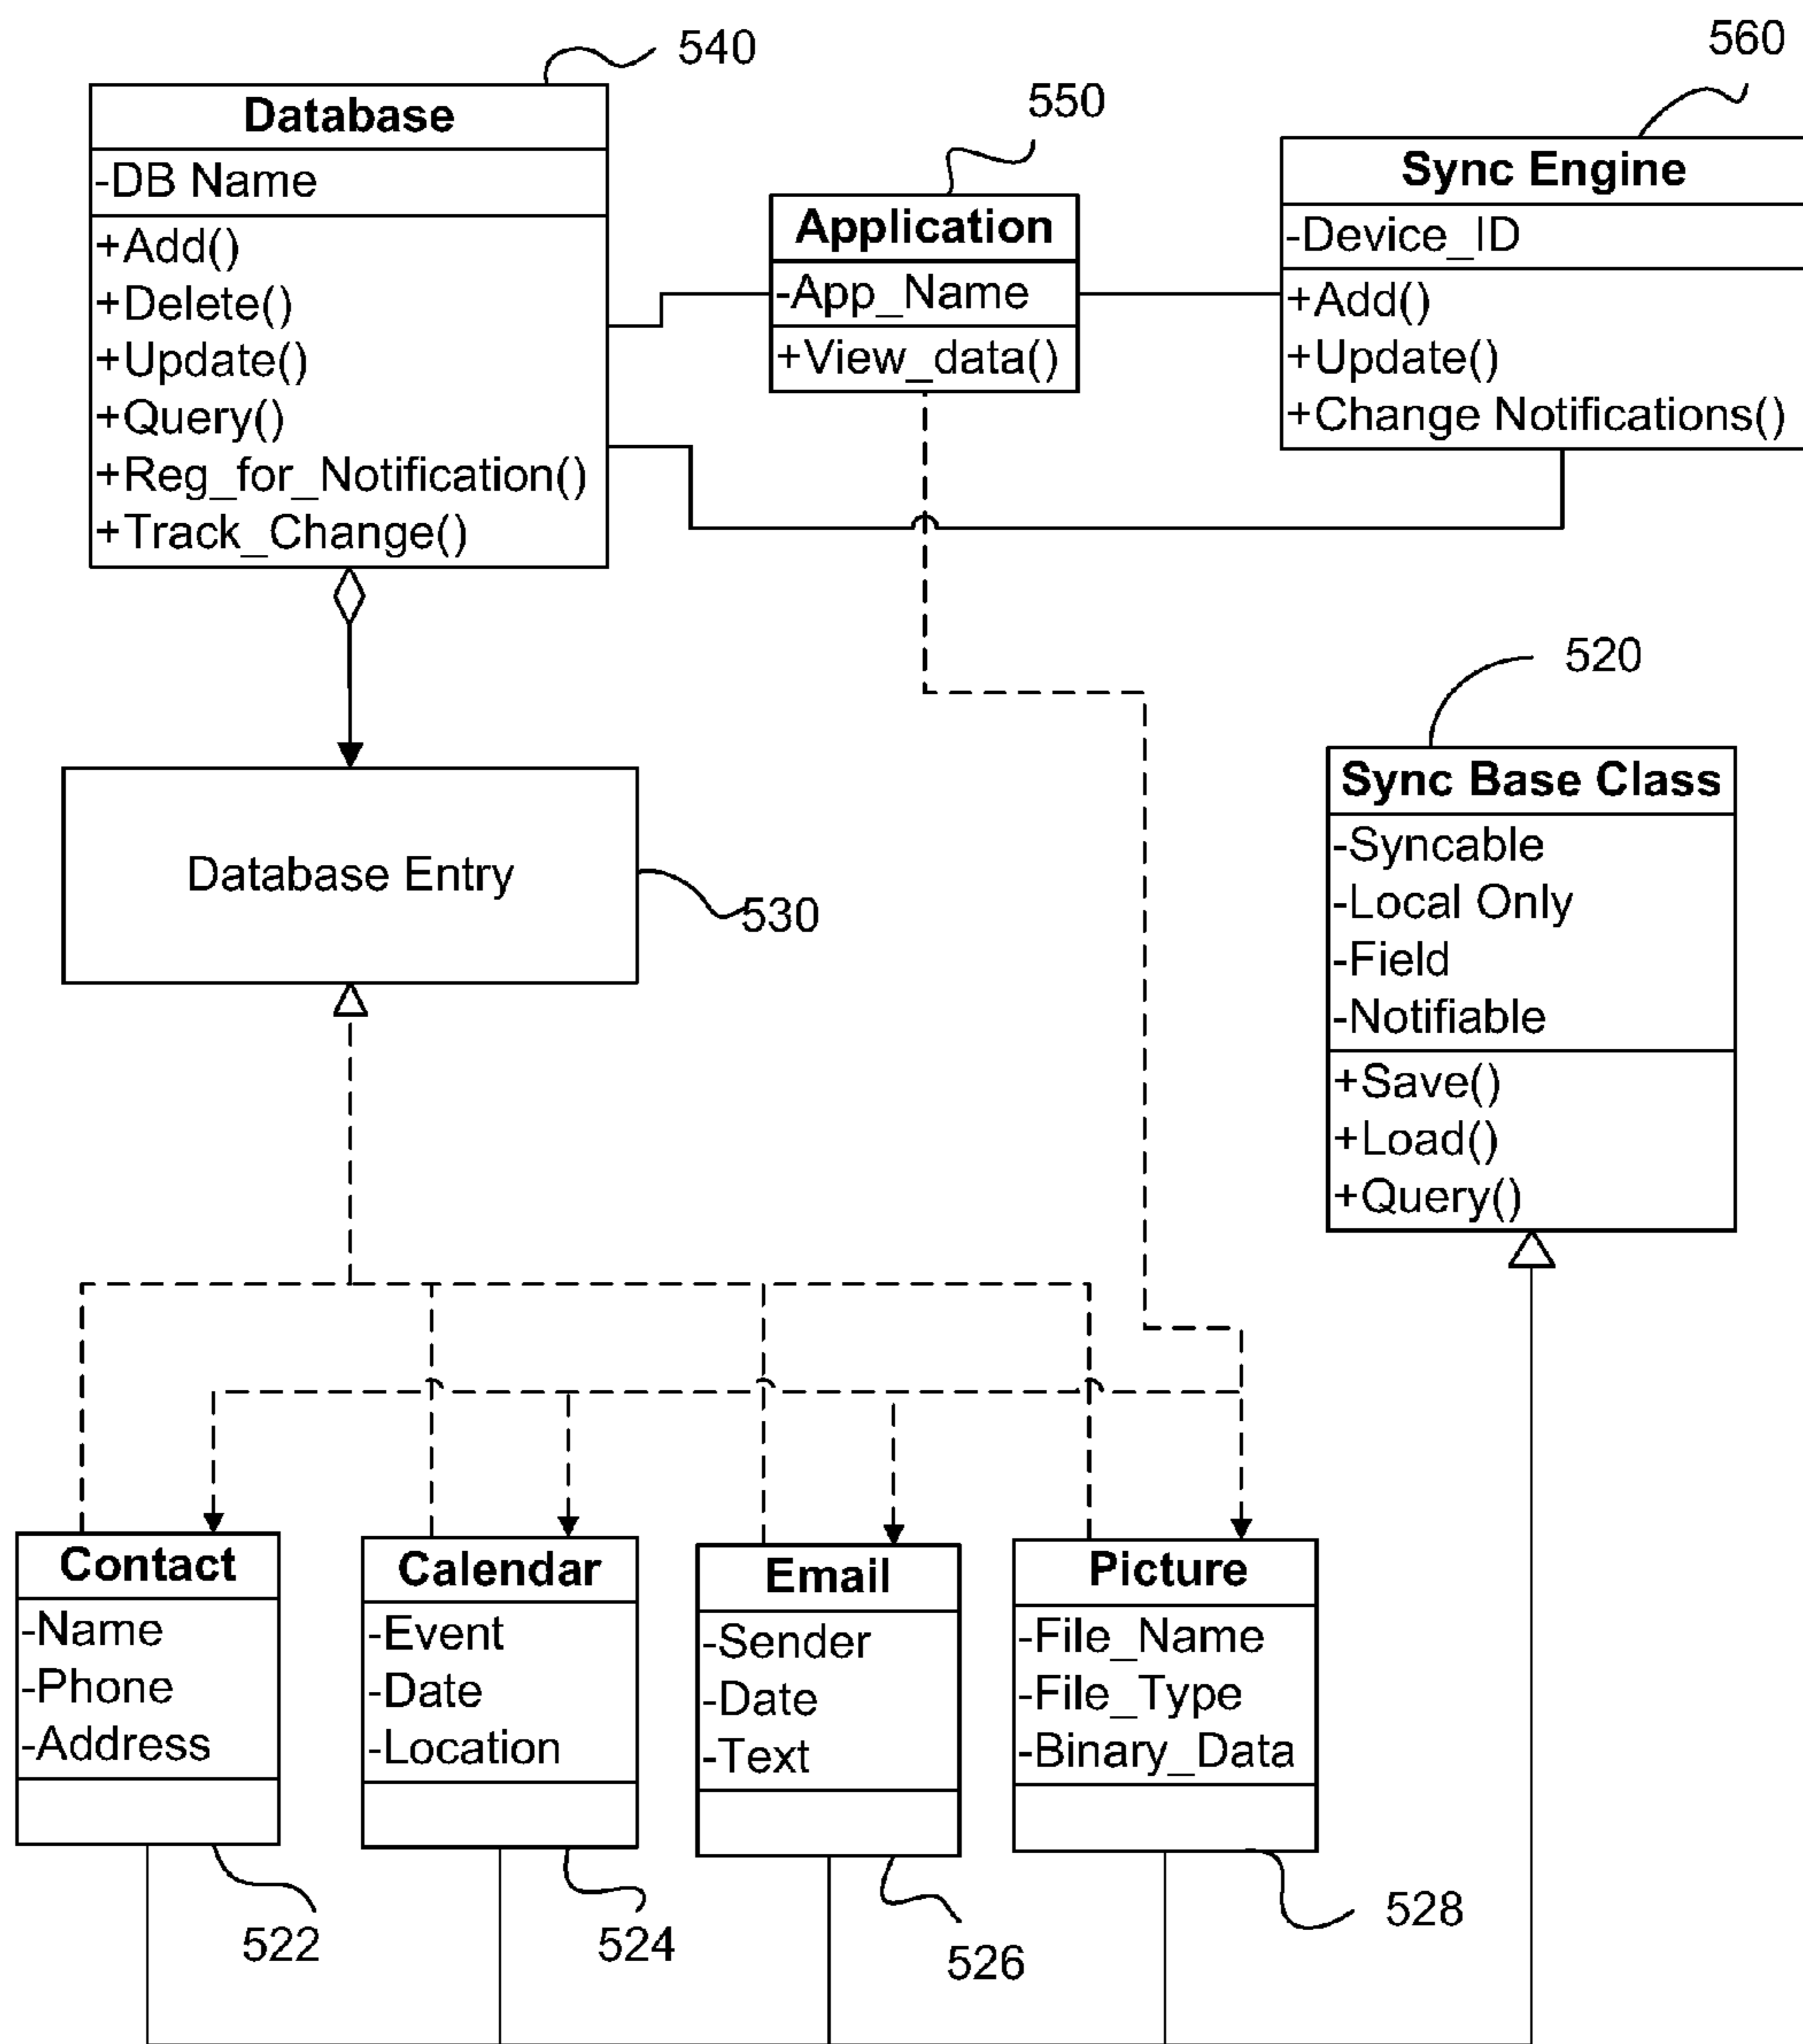 540
Database
-DB Name
+Add()
+Delete()
+Update()
+Query()
+Reg_for_Notification()
+Track_Change()
550
Application
-App_Name
+View_data()
560
Sync Engine
-Device_ID
+Add()
+Update()
+Change Notifications()
Database Entry
530
520
Sync Base Class
-Syncable
-Local Only
-Field
-Notifiable
+Save()
+Load()
+Query()
Contact
-Name
-Phone
-Address
522
Calendar
-Event
-Date
-Location
524
Email
-Sender
-Date
-Text
526
Picture
-File_Name
-File_Type
-Binary_Data
528